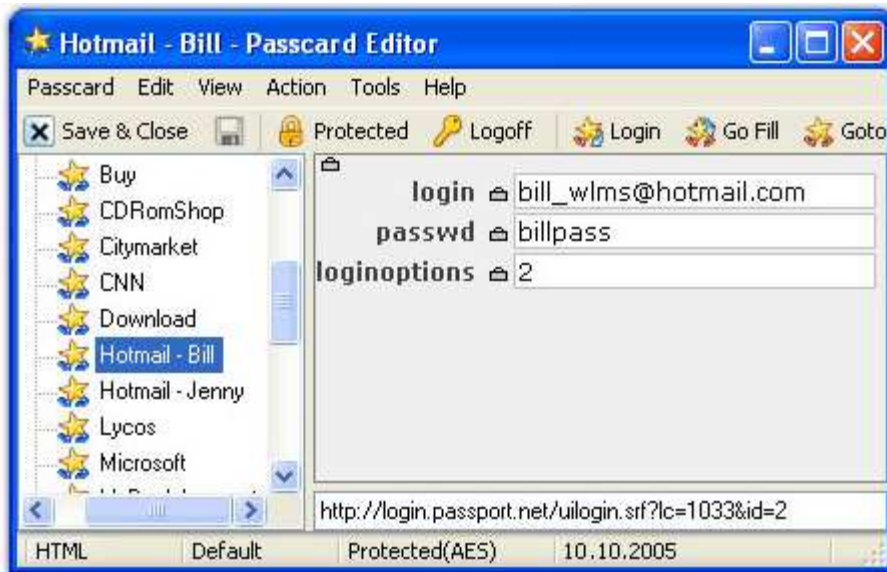 Hotmail - Bill - Passcard Editor
Passcard Edit View Action Tools Help
Save & Close Protected Logoff Login Go Fill Goto
Buy
CDRomShop
Citymarket
CNN
Download
Hotmail - Bill
Hotmail - Jenny
Lycos
Microsoft
login bill_wlms@hotmail.com
passwd billpass
loginoptions 2
http://login.passport.net/uilogin.srf?lc=1033&id=2
HTML Default Protected(AES) 10.10.2005